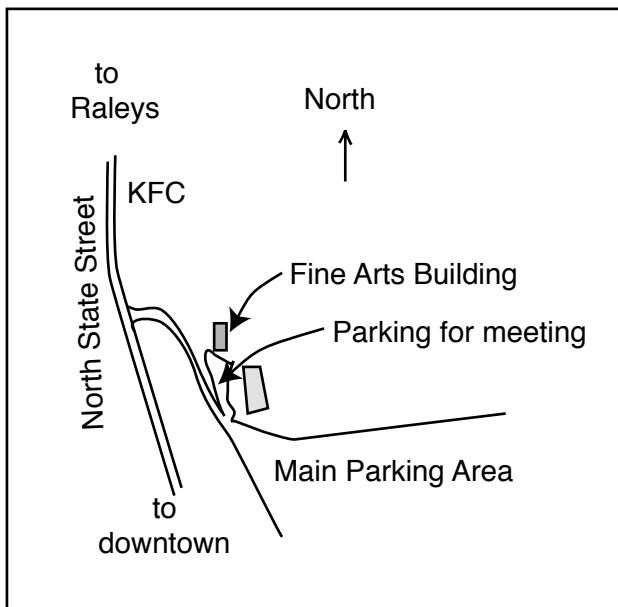 to
Raleys
North
KFC
North State Street
Fine Arts Building
Parking for meeting
Main Parking Area
to
downtown